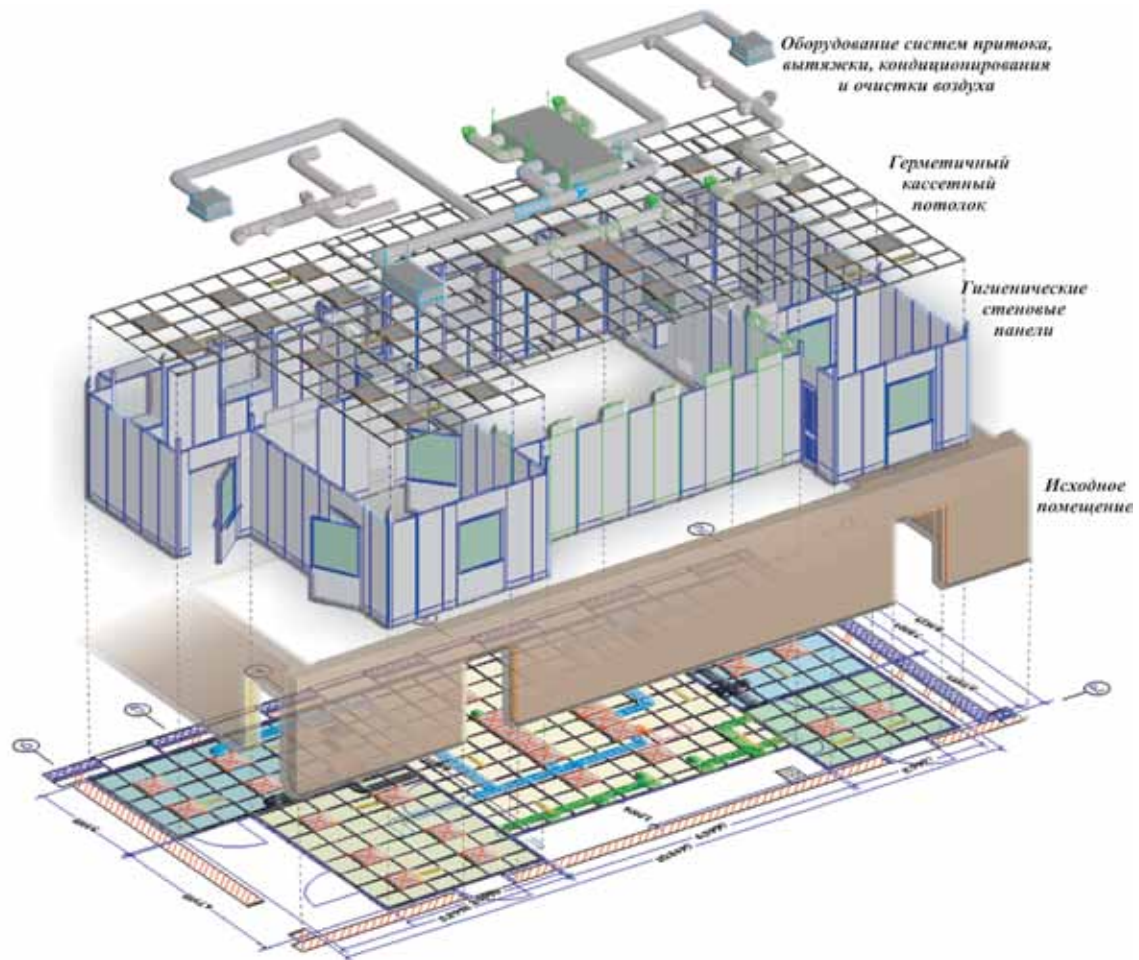 Оборудование систем притока,
вытяжки, кондиционирования
и очистки воздуха
Герметичный
кассетный
потолок
Гигиенические
стеновые
панели
Исходное
помещение